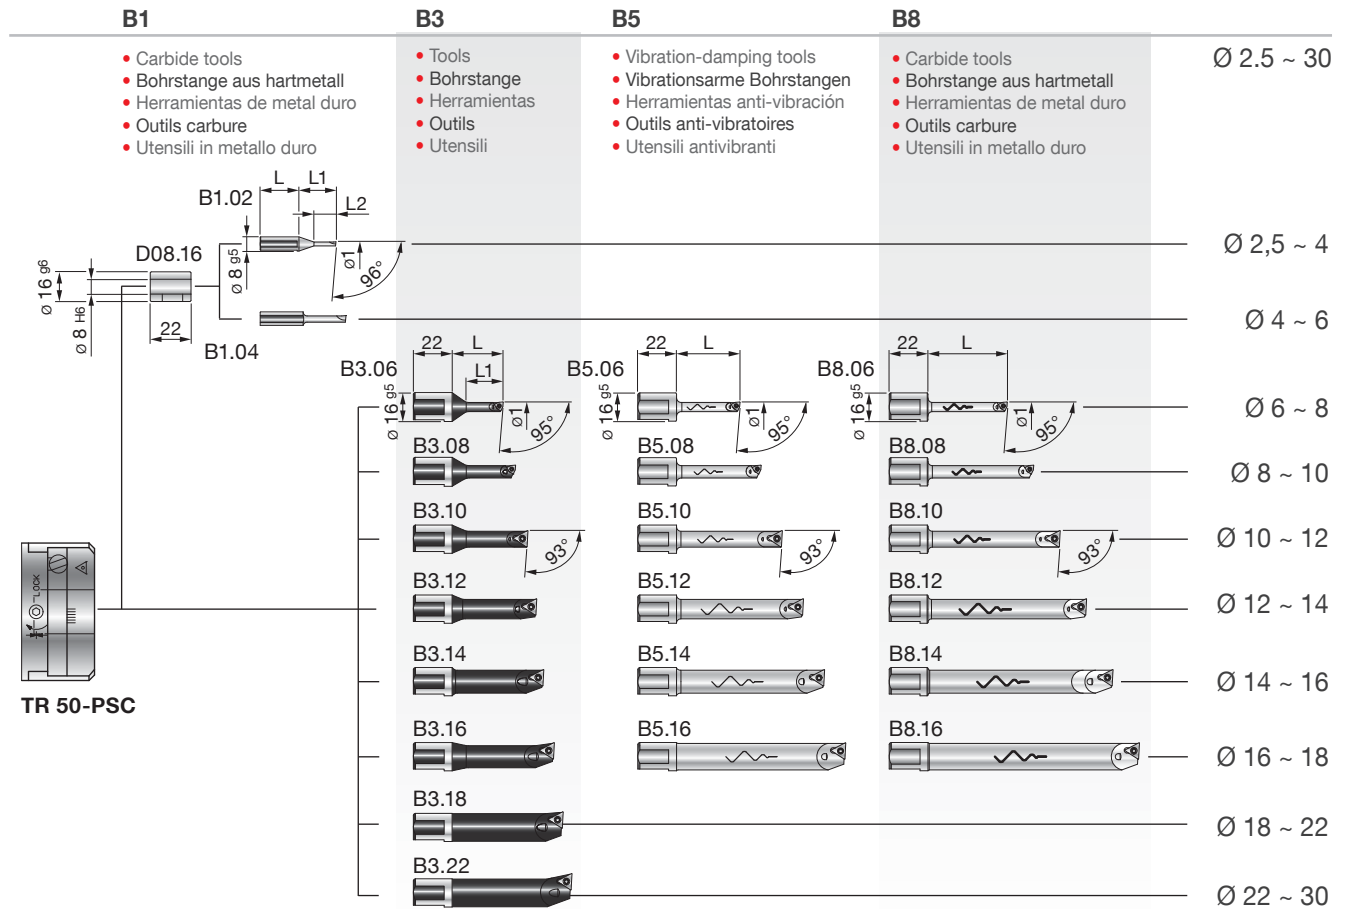 B1 B3 B5 B8
• Carbide tools
• Bohrstange aus hartmetall
• Herramientas de metal duro
• Outils carbure
• Utensili in metallo duro
• Tools
• Bohrstange
• Herramientas
• Outils
• Utensili
• Vibration-damping tools
• Vibrationsarme Bohrstangen
• Herramientas anti-vibración
• Outils anti-vibratoires
• Utensili antivibranti
• Carbide tools
• Bohrstange aus hartmetall
• Herramientas de metal duro
• Outils carbure
• Utensili in metallo duro
Ø 2.5 ~ 30
L L1
B1.02
L2
D08.16
Ø 8 g5
Ø1
96°
Ø 2,5 ~ 4
Ø 16 g6
Ø 8 H6
22
B1.04
Ø 4 ~ 6
22 L
B3.06
L1
Ø 16 g5
Ø1
95°
22 L
B5.06
Ø 16 g5
Ø1
95°
22 L
B8.06
Ø 16 g5
Ø1
95°
Ø 6 ~ 8
B3.08 B5.08 B8.08
Ø 8 ~ 10
B3.10 B5.10 B8.10
93° 93° 93°
Ø 10 ~ 12
B3.12 B5.12 B8.12
Ø 12 ~ 14
LOCK
B3.14 B5.14 B8.14
Ø 14 ~ 16
TR 50-PSC
B3.16 B5.16 B8.16
Ø 16 ~ 18
B3.18
Ø 18 ~ 22
B3.22
Ø 22 ~ 30